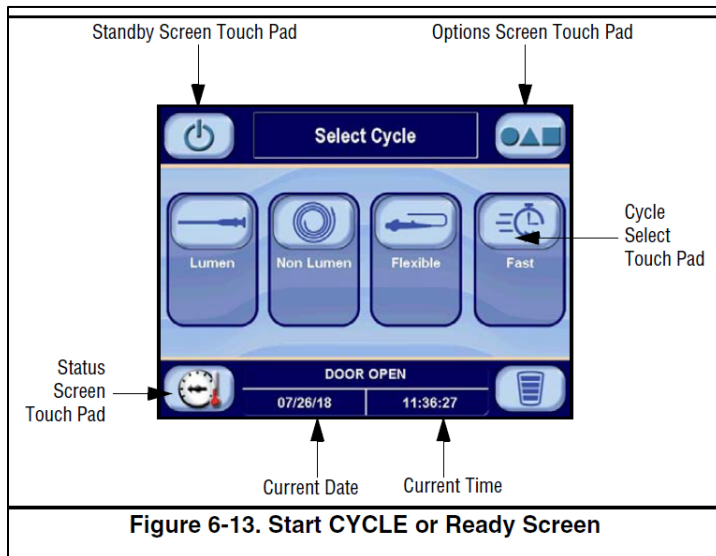 Standby Screen Touch Pad
Options Screen Touch Pad
Select Cycle
Cycle
Select
Touch Pad
Lumen
Non Lumen
Flexible
Fast
Status
Screen
Touch Pad
DOOR OPEN
07/26/18
11:36:27
Current Date
Current Time
Figure 6-13. Start CYCLE or Ready Screen